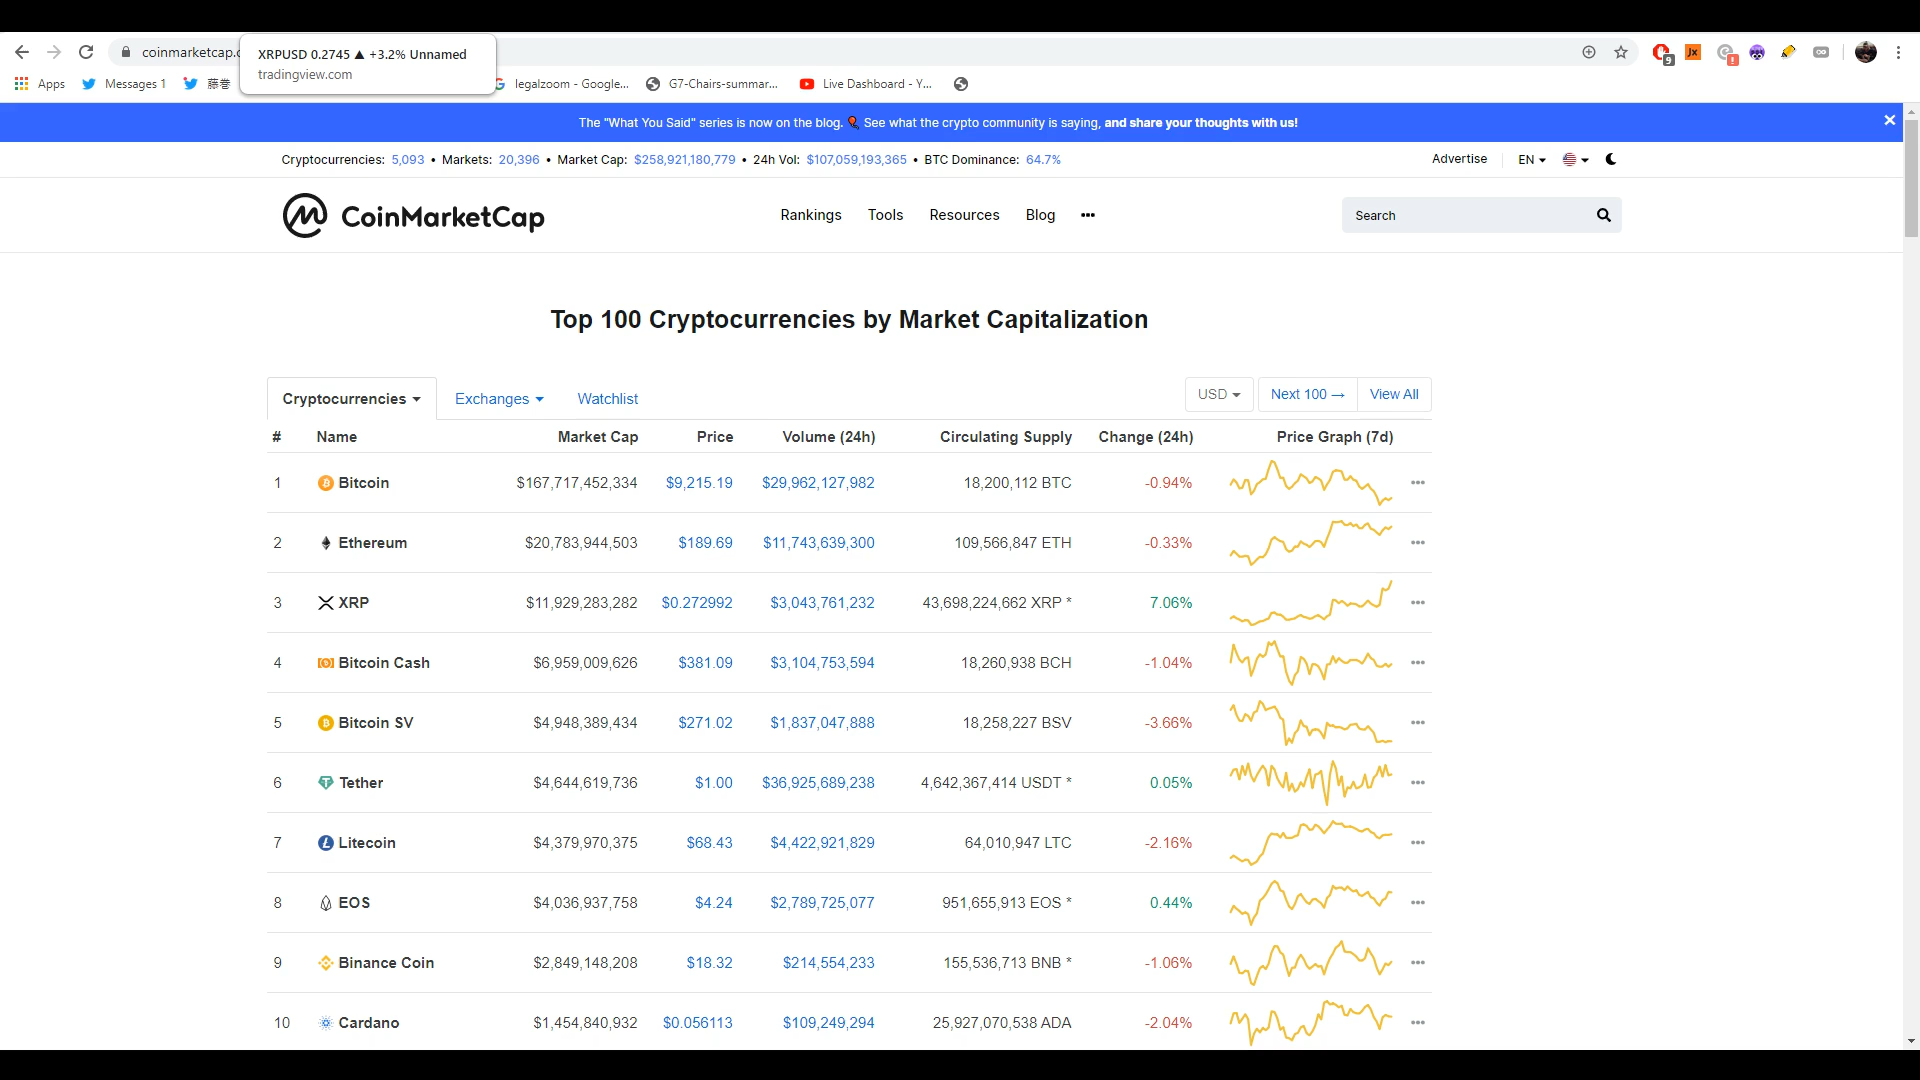 coinmarketcap.c
XRPUSD 0.2745 ▲ +3.2% Unnamed
tradingview.com
9
Jx
!
Apps
Messages 1
藤巻
legalzoom - Google...
G7-Chairs-summar...
Live Dashboard - Y...
The "What You Said" series is now on the blog. See what the crypto community is saying, and share your thoughts with us!
Cryptocurrencies: 5,093 • Markets: 20,396 • Market Cap: $258,921,180,779 • 24h Vol: $107,059,193,365 • BTC Dominance: 64.7%
Advertise
EN
CoinMarketCap
Rankings
Tools
Resources
Blog
Search
Top 100 Cryptocurrencies by Market Capitalization
Cryptocurrencies
Exchanges
Watchlist
USD
Next 100 →
View All
# Name Market Cap Price Volume (24h) Circulating Supply Change (24h) Price Graph (7d)
1 Bitcoin $167,717,452,334 $9,215.19 $29,962,127,982 18,200,112 BTC -0.94%
2 Ethereum $20,783,944,503 $189.69 $11,743,639,300 109,566,847 ETH -0.33%
3 XRP $11,929,283,282 $0.272992 $3,043,761,232 43,698,224,662 XRP * 7.06%
4 Bitcoin Cash $6,959,009,626 $381.09 $3,104,753,594 18,260,938 BCH -1.04%
5 Bitcoin SV $4,948,389,434 $271.02 $1,837,047,888 18,258,227 BSV -3.66%
6 Tether $4,644,619,736 $1.00 $36,925,689,238 4,642,367,414 USDT * 0.05%
7 Litecoin $4,379,970,375 $68.43 $4,422,921,829 64,010,947 LTC -2.16%
8 EOS $4,036,937,758 $4.24 $2,789,725,077 951,655,913 EOS * 0.44%
9 Binance Coin $2,849,148,208 $18.32 $214,554,233 155,536,713 BNB * -1.06%
10 Cardano $1,454,840,932 $0.056113 $109,249,294 25,927,070,538 ADA -2.04%